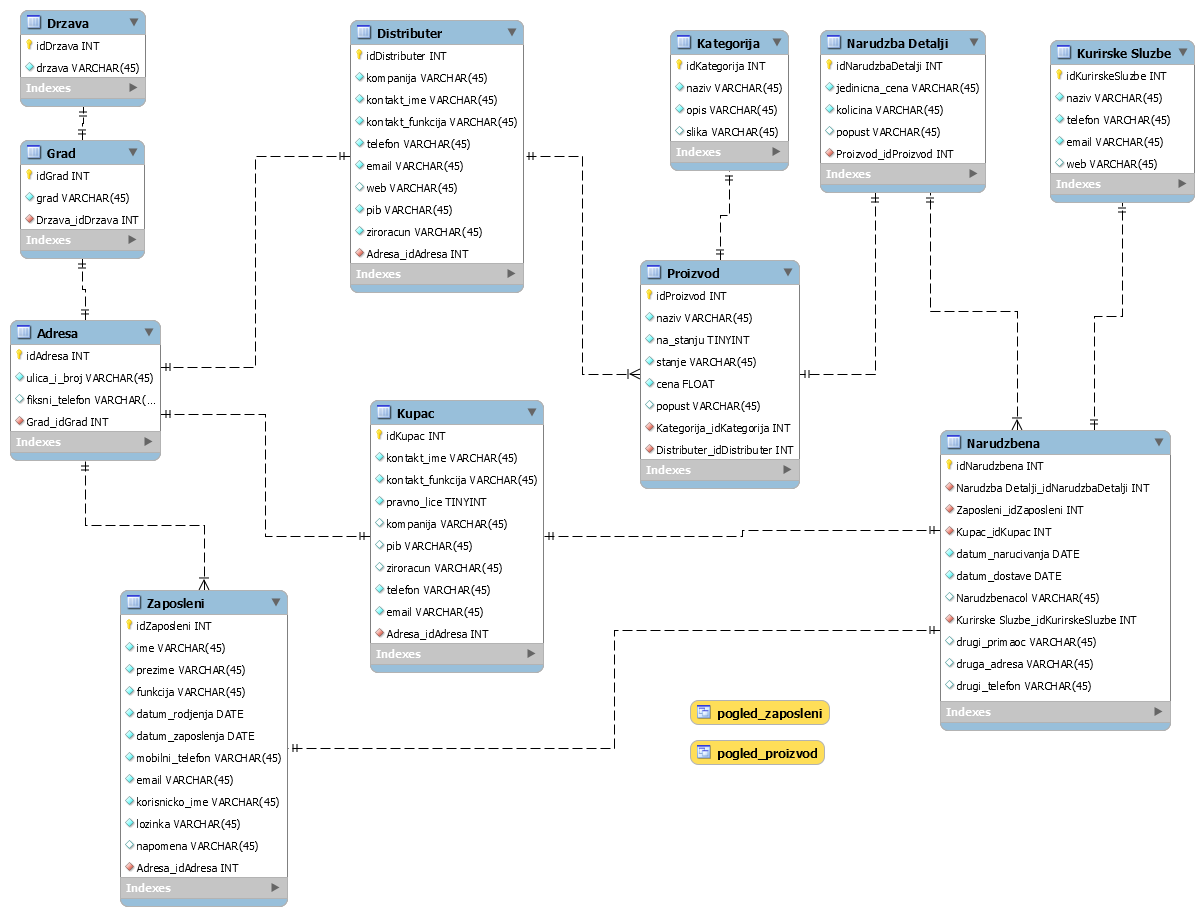 Drzava
idDrzava INT
drzava VARCHAR(45)
Indexes
Grad
idGrad INT
grad VARCHAR(45)
Drzava_idDrzava INT
Indexes
Adresa
idAdresa INT
ulica_i_broj VARCHAR(45)
fiksni_telefon VARCHAR(...
Grad_idGrad INT
Indexes
Distributer
idDistributer INT
kompanija VARCHAR(45)
kontakt_ime VARCHAR(45)
kontakt_funkcija VARCHAR(45)
telefon VARCHAR(45)
email VARCHAR(45)
web VARCHAR(45)
pib VARCHAR(45)
ziroracun VARCHAR(45)
Adresa_idAdresa INT
Indexes
Kategorija
idKategorija INT
naziv VARCHAR(45)
opis VARCHAR(45)
slika VARCHAR(45)
Indexes
Narudzba Detalji
idNarudzbaDetalji INT
jedinicna_cena VARCHAR(45)
kolicina VARCHAR(45)
popust VARCHAR(45)
Proizvod_idProizvod INT
Indexes
Kurirske Sluzbe
idKurirskeSluzbe INT
naziv VARCHAR(45)
telefon VARCHAR(45)
email VARCHAR(45)
web VARCHAR(45)
Indexes
Proizvod
idProizvod INT
naziv VARCHAR(45)
na_stanju TINYINT
stanje VARCHAR(45)
cena FLOAT
popust VARCHAR(45)
Kategorija_idKategorija INT
Distributer_idDistributer INT
Indexes
Kupac
idKupac INT
kontakt_ime VARCHAR(45)
kontakt_funkcija VARCHAR(45)
pravno_lice TINYINT
kompanija VARCHAR(45)
pib VARCHAR(45)
ziroracun VARCHAR(45)
telefon VARCHAR(45)
email VARCHAR(45)
Adresa_idAdresa INT
Indexes
Narudzbena
idNarudzbena INT
Narudzba Detalji_idNarudzbaDetalji INT
Zaposleni_idZaposleni INT
Kupac_idKupac INT
datum_narucivanja DATE
datum_dostave DATE
Narudzbenacol VARCHAR(45)
Kurirske Sluzbe_idKurirskeSluzbe INT
drugi_primaoc VARCHAR(45)
druga_adresa VARCHAR(45)
drugi_telefon VARCHAR(45)
Indexes
Zaposleni
idZaposleni INT
ime VARCHAR(45)
prezime VARCHAR(45)
funkcija VARCHAR(45)
datum_rodjenja DATE
datum_zaposlenja DATE
mobilni_telefon VARCHAR(45)
email VARCHAR(45)
korisnicko_ime VARCHAR(45)
lozinka VARCHAR(45)
napomena VARCHAR(45)
Adresa_idAdresa INT
Indexes
pogled_zaposleni
pogled_proizvod